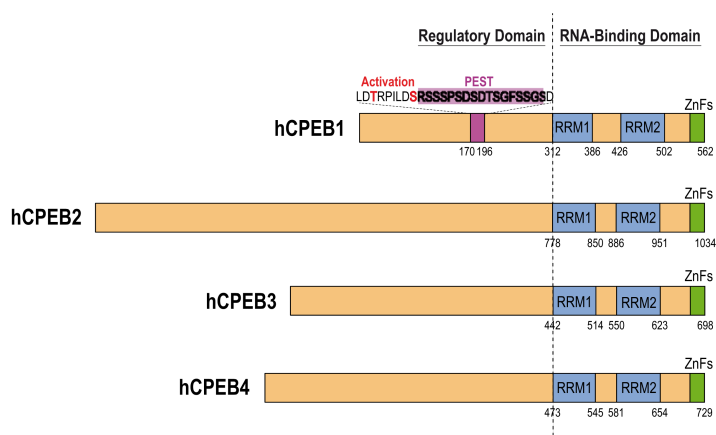 Regulatory Domain RNA-Binding Domain
Activation PEST
LDTRPILDSRSSSPSDSDTSGFSSGSD
ZnFs
hCPEB1 RRM1 RRM2
170 196 312 386 426 502 562
hCPEB2 RRM1 RRM2
778 850 886 951 1034
ZnFs
hCPEB3 RRM1 RRM2
442 514 550 623 698
ZnFs
hCPEB4 RRM1 RRM2
473 545 581 654 729
ZnFs